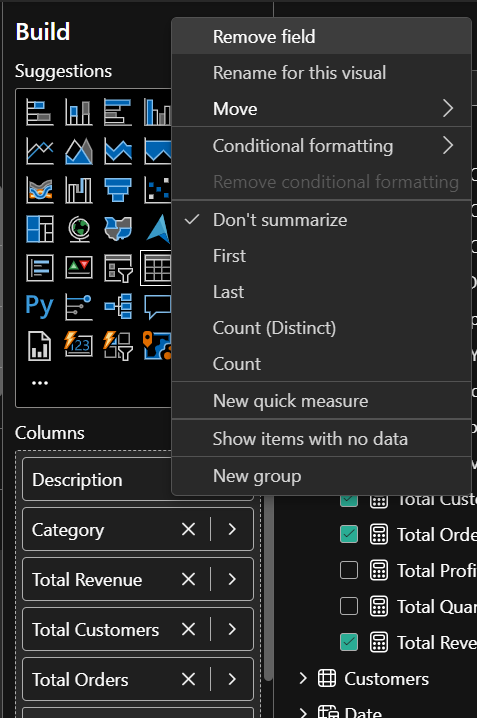 Build
Suggestions
Remove field
Rename for this visual
Move
Conditional formatting
Remove conditional formatting
Don't summarize
First
Last
Count (Distinct)
Count
New quick measure
Show items with no data
New group
Py
123
Columns
Description
Category
Total Revenue
Total Customers
Total Orders
Total Cust
Total Orde
Total Profi
Total Quar
Total Reve
Customers
Date